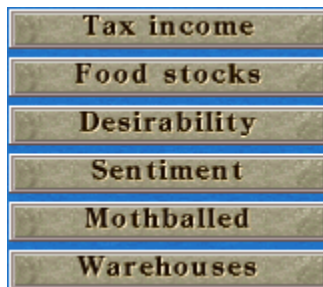 Tax income
Food stocks
Desirability
Sentiment
Mothballed
Warehouses